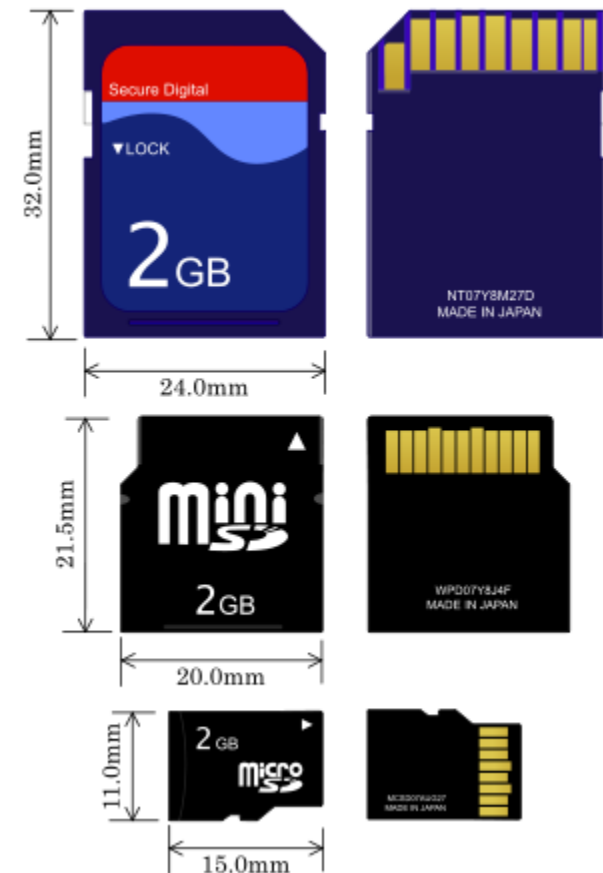 32.0mm
Secure Digital
▼LOCK
2GB
NT07Y8M27D
MADE IN JAPAN
24.0mm
21.5mm
mini
SD
2GB
WPD07Y8J4F
MADE IN JAPAN
20.0mm
11.0mm
2GB
micro
SD
MADE IN JAPAN
15.0mm